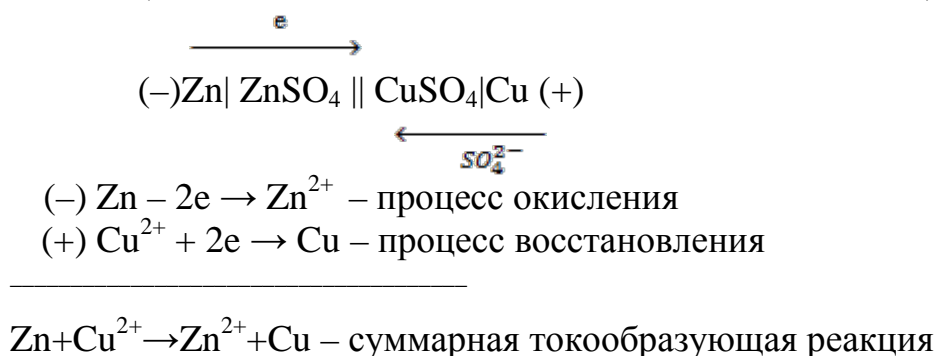 e
(–)Zn| ZnSO₄ || CuSO₄|Cu (+)
SO₄²⁻
(–) Zn – 2e → Zn²⁺ – процесс окисления
(+) Cu²⁺ + 2e → Cu – процесс восстановления
Zn+Cu²⁺→Zn²⁺+Cu – суммарная токообразующая реакция